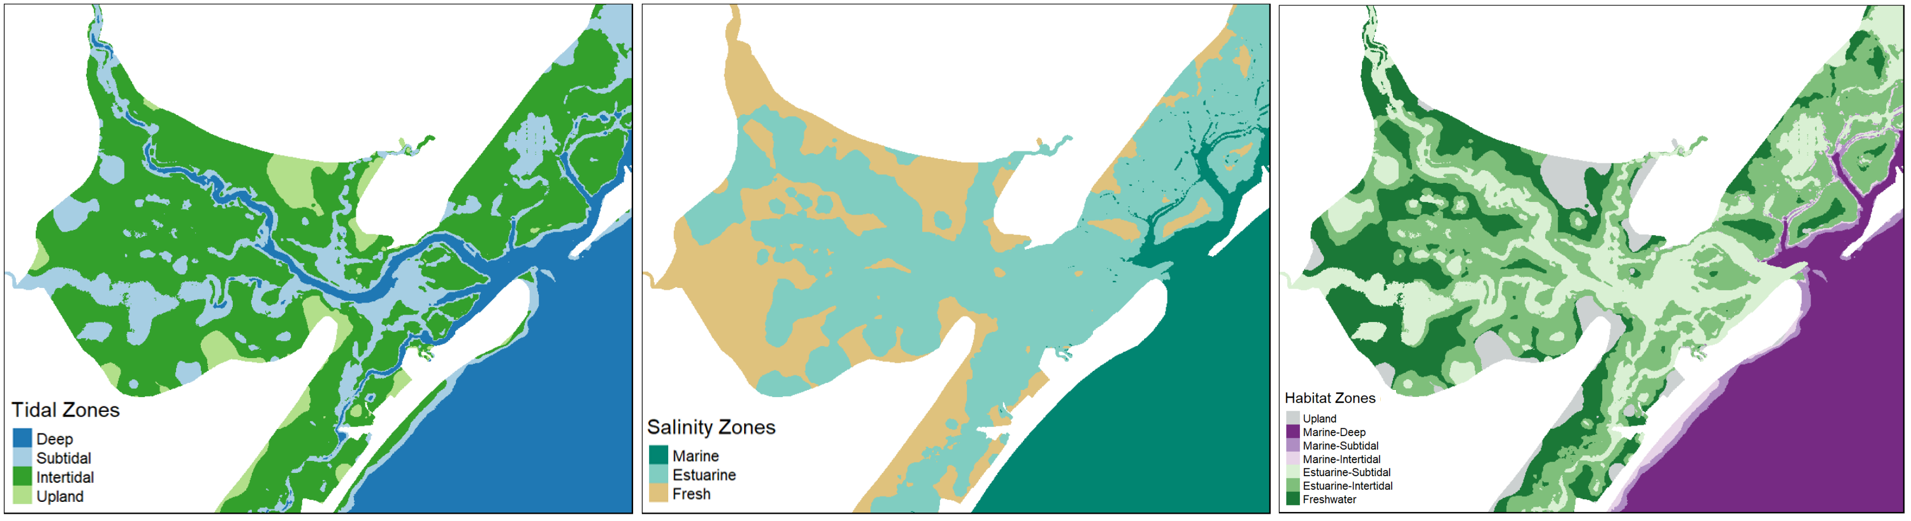 Tidal Zones
Deep
Subtidal
Intertidal
Upland
Salinity Zones
Marine
Estuarine
Fresh
Habitat Zones
Upland
Marine-Deep
Marine-Subtidal
Marine-Intertidal
Estuarine-Subtidal
Estuarine-Intertidal
Freshwater